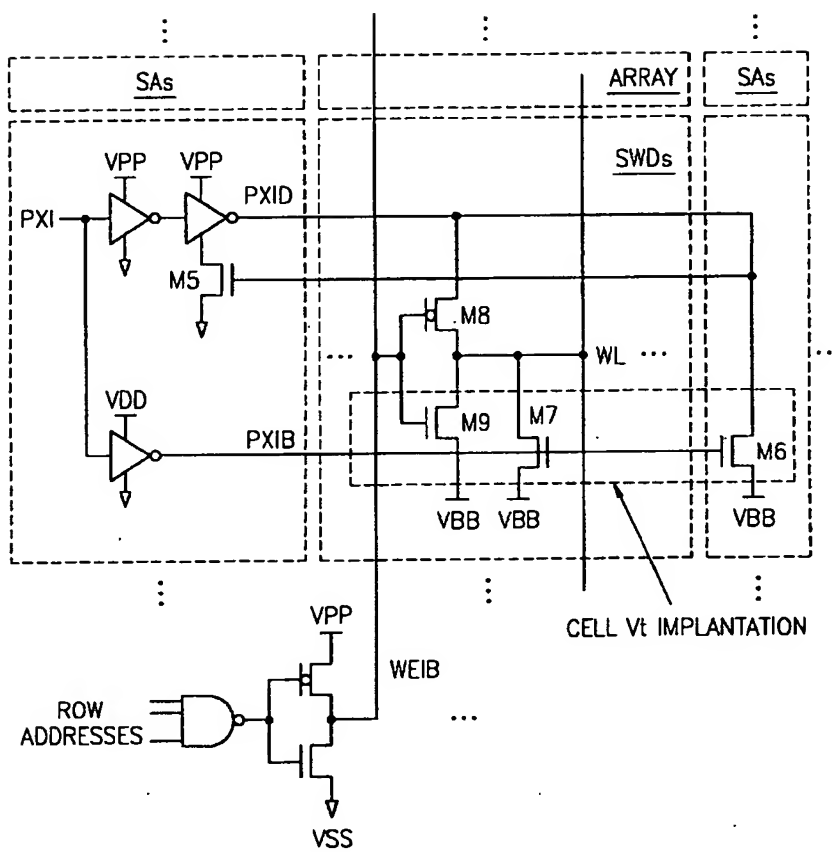 SAs ARRAY SAs
SWDs
VPP VPP
PXI PXID
M5
M8
WL
VDD
M9 M7
PXIB M6
VBB VBB VBB
CELL Vt IMPLANTATION
VPP
WEIB
ROW
ADDRESSES
VSS